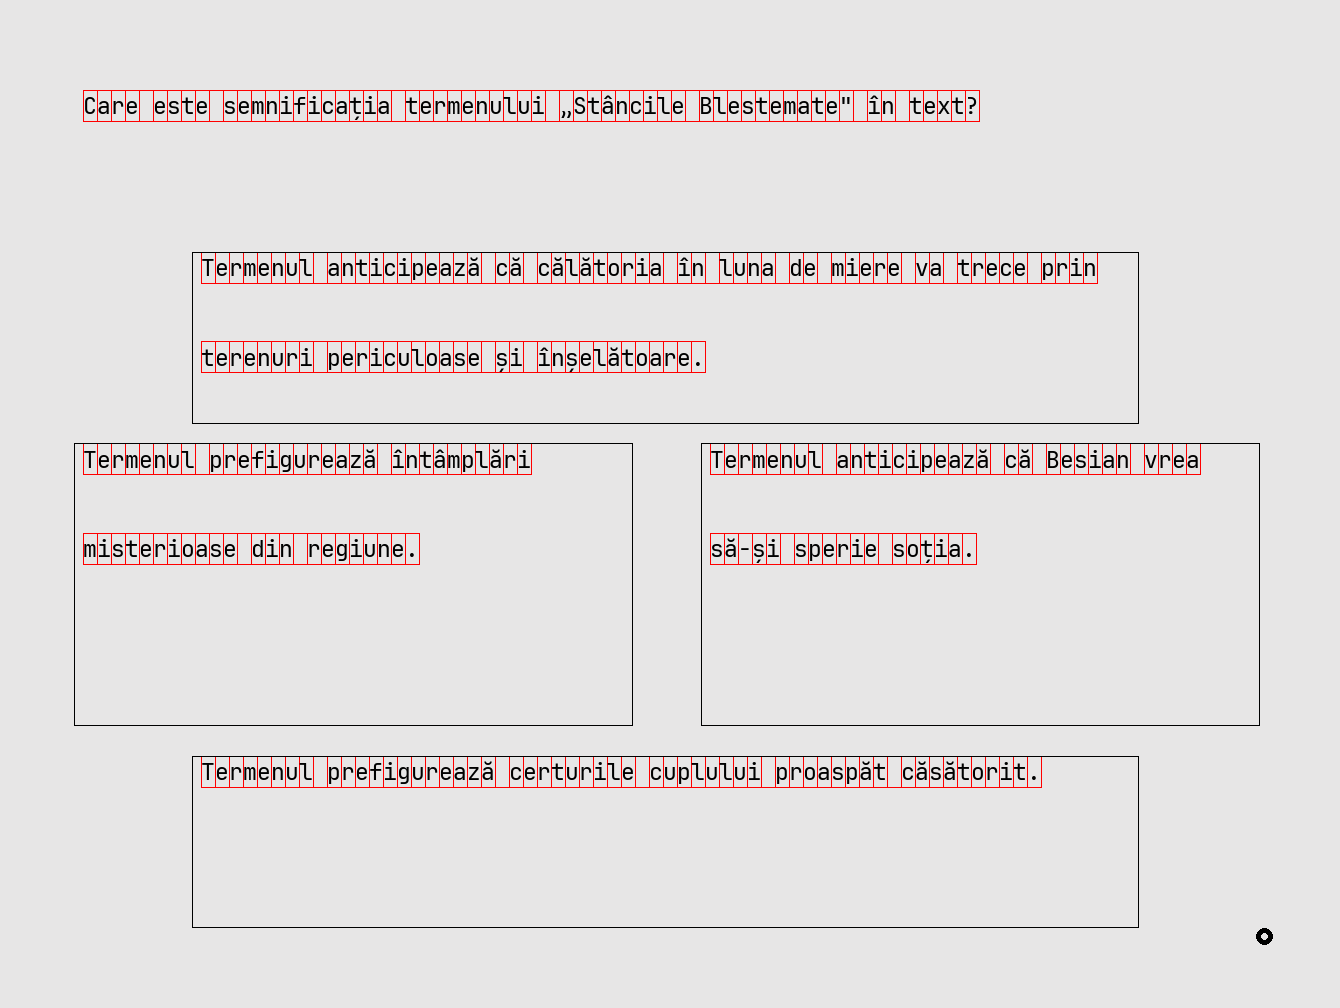 Care este semnificația termenului „Stâncile Blestemate" în text?
Termenul anticipează că călătoria în luna de miere va trece prin
terenuri periculoase și înșelătoare.
Termenul prefigurează întâmplări
misterioase din regiune.
Termenul anticipează că Besian vrea
să-și sperie soția.
Termenul prefigurează certurile cuplului proaspăt căsătorit.